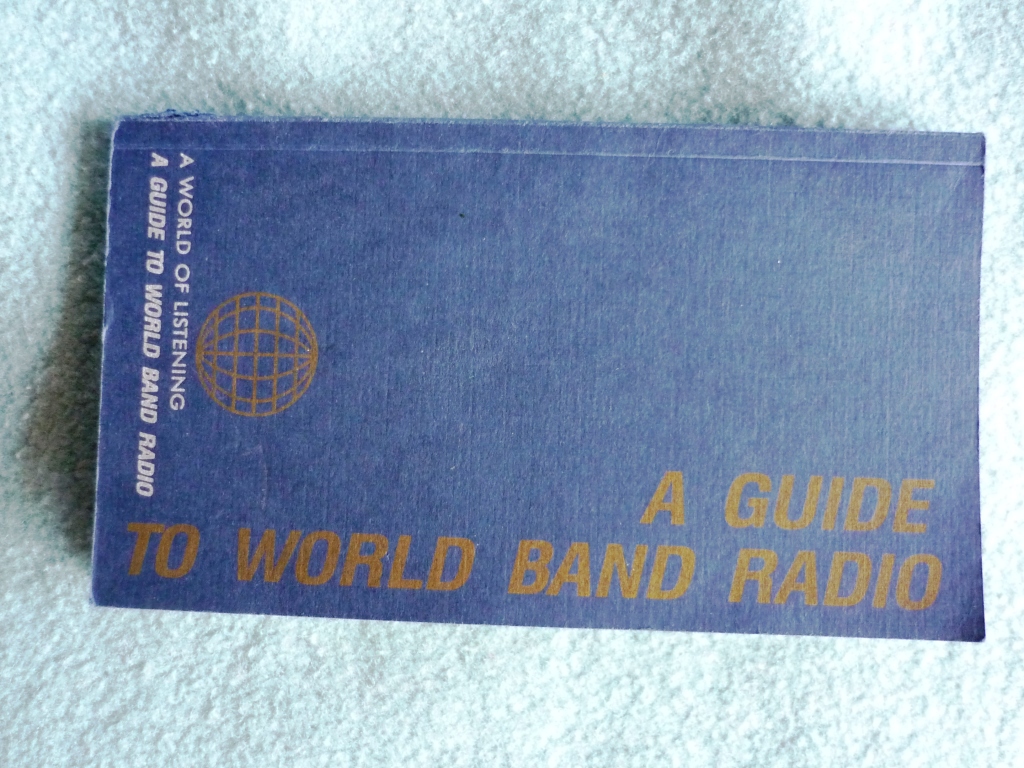 A WORLD OF LISTENING
A GUIDE TO WORLD BAND RADIO
A GUIDE
TO WORLD BAND RADIO